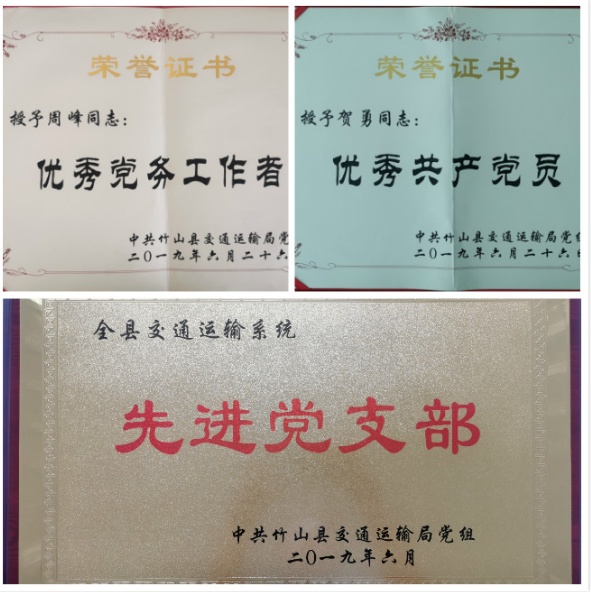 荣誉证书
授予周峰同志：
优秀党务工作者
中共竹山县交通运输局党
二〇一九年六月二十六
荣誉证书
授予贺勇同志：
优秀共产党员
中共竹山县交通运输局党组
二〇一九年六月二十六日
全县交通运输系统
先进党支部
中共竹山县交通运输局党组
二〇一九年六月